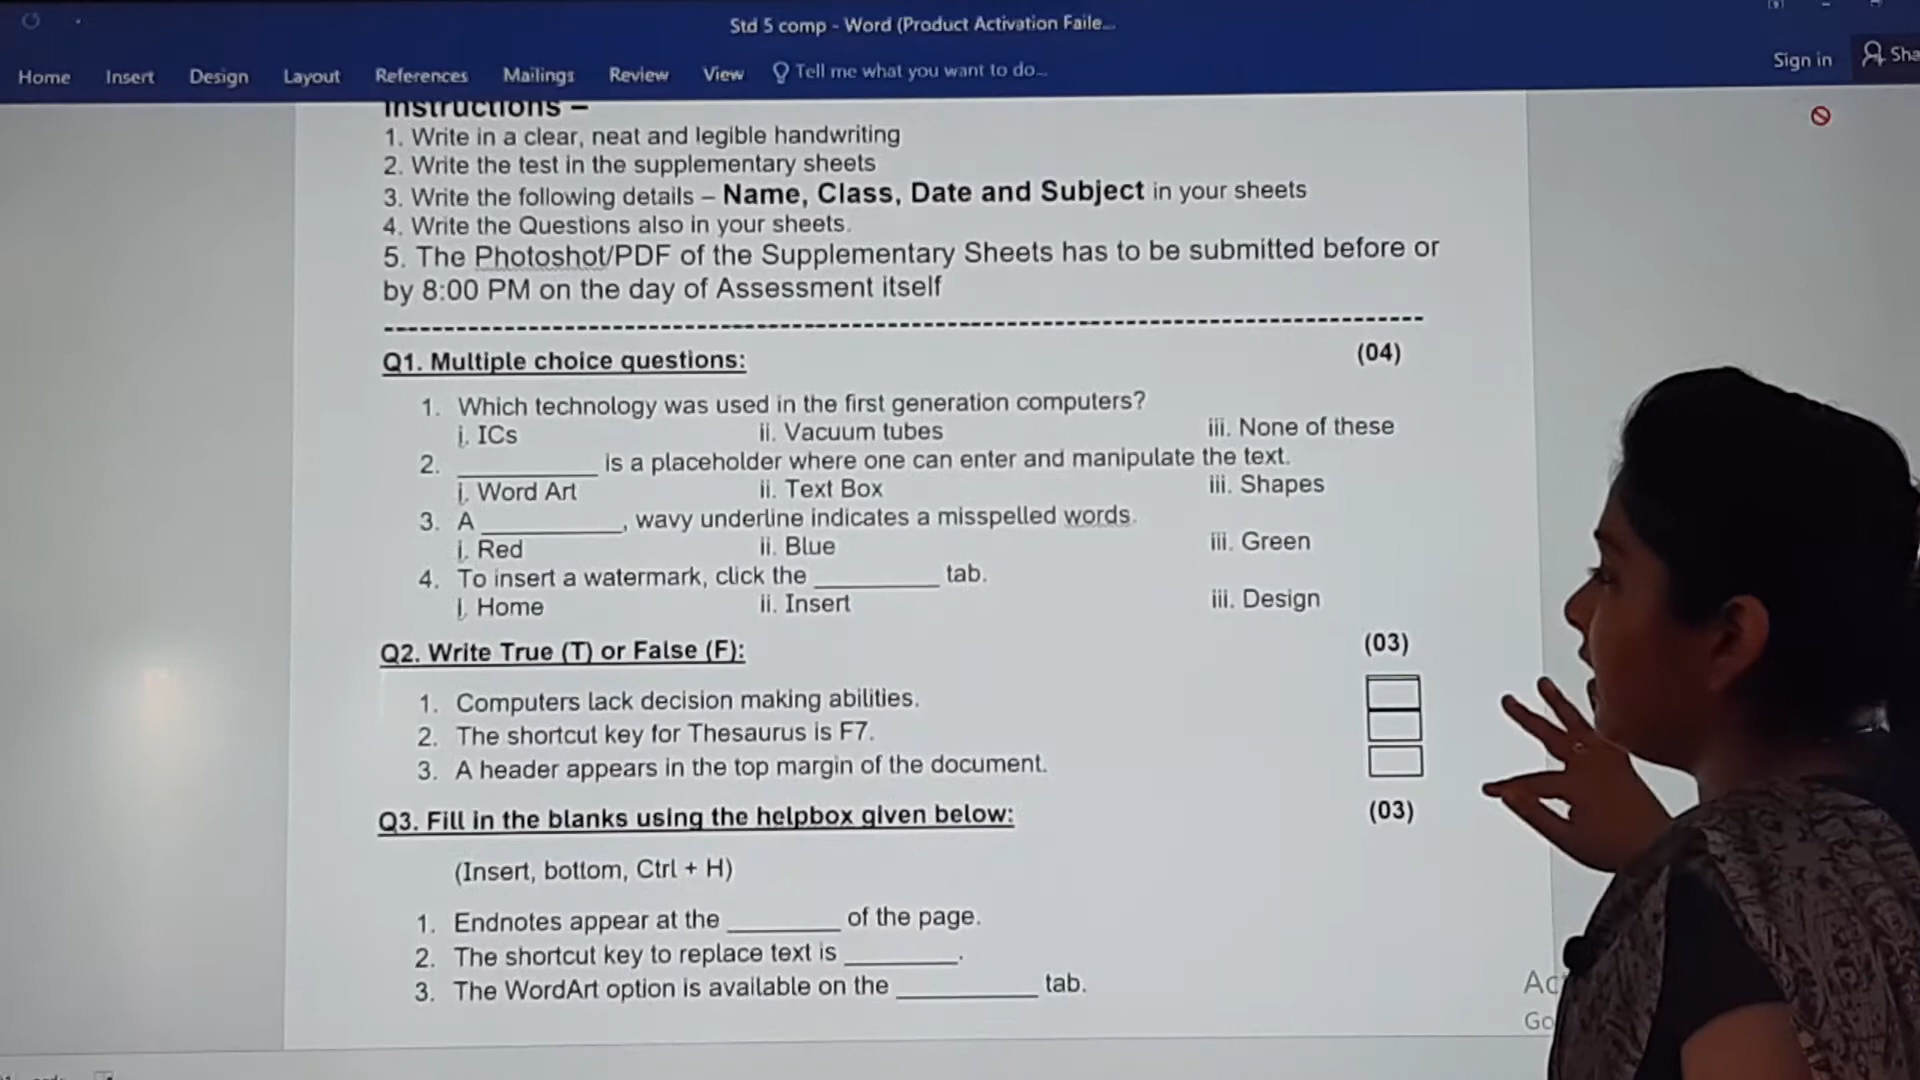 Std 5 comp - Word (Product Activation Faile...
Sign in
Home Insert Design Layout References Mailings Review View Tell me what you want to do...
Instructions –
1. Write in a clear, neat and legible handwriting
2. Write the test in the supplementary sheets
3. Write the following details – Name, Class, Date and Subject in your sheets
4. Write the Questions also in your sheets.
5. The Photoshot/PDF of the Supplementary Sheets has to be submitted before or
by 8:00 PM on the day of Assessment itself
Q1. Multiple choice questions: (04)
1. Which technology was used in the first generation computers?
i. ICs ii. Vacuum tubes iii. None of these
2. __________ is a placeholder where one can enter and manipulate the text.
i. Word Art ii. Text Box iii. Shapes
3. A __________, wavy underline indicates a misspelled words.
i. Red ii. Blue iii. Green
4. To insert a watermark, click the _________ tab.
i. Home ii. Insert iii. Design
Q2. Write True (T) or False (F): (03)
1. Computers lack decision making abilities.
2. The shortcut key for Thesaurus is F7.
3. A header appears in the top margin of the document.
Q3. Fill in the blanks using the helpbox given below: (03)
(Insert, bottom, Ctrl + H)
1. Endnotes appear at the ________ of the page.
2. The shortcut key to replace text is ________.
3. The WordArt option is available on the __________ tab.